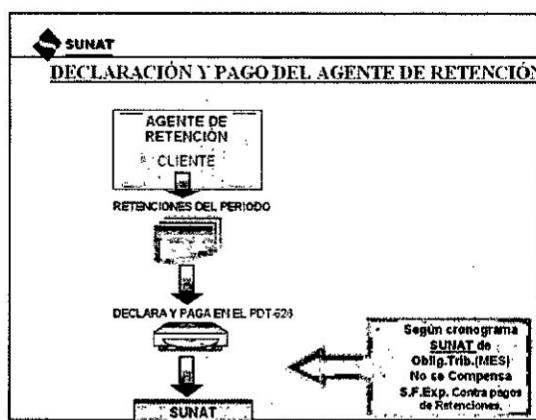 SUNAT
DECLARACIÓN Y PAGO DEL AGENTE DE RETENCIÓN
AGENTE DE
RETENCIÓN
CLIENTE
RETENCIONES DEL PERIODO
DECLARA Y PAGA EN EL PDT-626
Según cronograma
SUNAT de
Oblig.Trib.(MES)
No se Compensa
S.F.Exp. Contra pagos
de Retenciones.
SUNAT